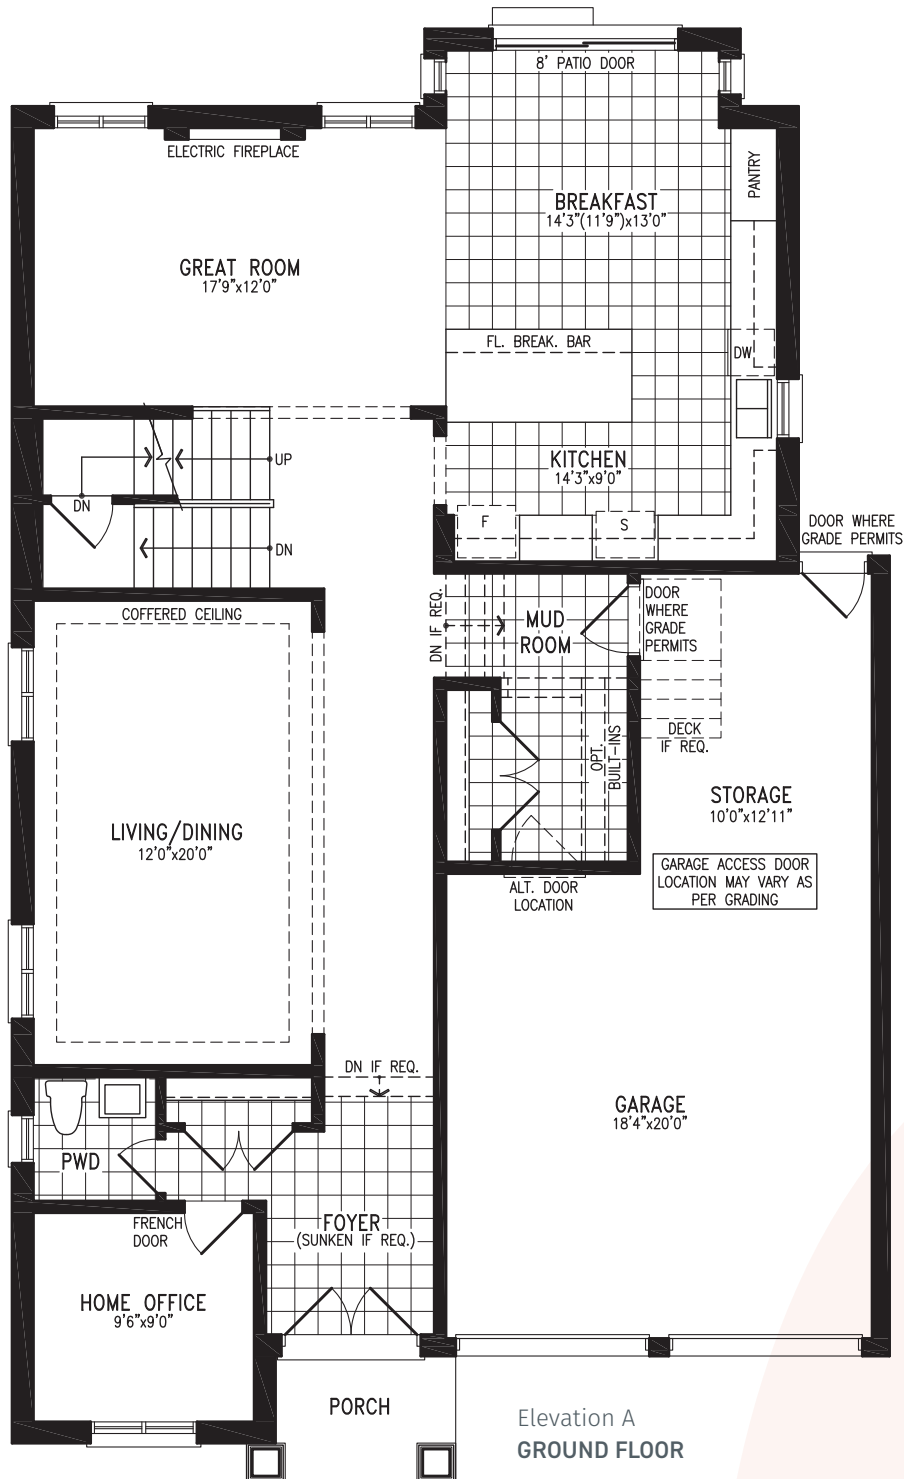 8' PATIO DOOR
ELECTRIC FIREPLACE
PANTRY
BREAKFAST
14'3"(11'9")x13'0"
GREAT ROOM
17'9"x12'0"
FL. BREAK. BAR
DW
KITCHEN
14'3"x9'0"
UP
DN
DN
F
S
DOOR WHERE
GRADE PERMITS
COFFERED CEILING
DN IF REQ.
MUD
ROOM
DOOR
WHERE
GRADE
PERMITS
DECK
IF REQ.
OPT.
BUILT-INS
STORAGE
10'0"x12'11"
LIVING/DINING
12'0"x20'0"
GARAGE ACCESS DOOR
LOCATION MAY VARY AS
PER GRADING
ALT. DOOR
LOCATION
DN IF REQ.
GARAGE
18'4"x20'0"
PWD
FRENCH
DOOR
FOYER
(SUNKEN IF REQ.)
HOME OFFICE
9'6"x9'0"
PORCH
Elevation A
GROUND FLOOR